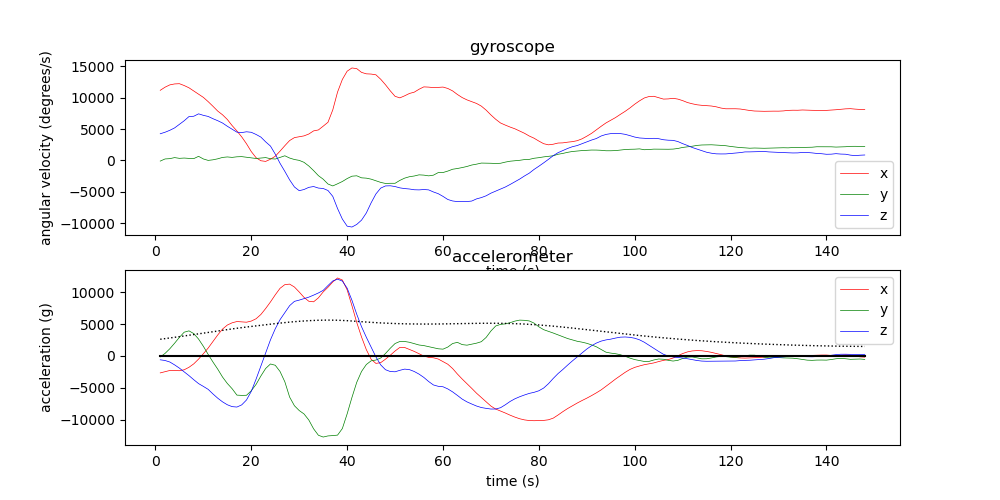 gyroscope
angular velocity (degrees/s)
15000
10000
5000
0
−5000
−10000
x
y
z
0 20 40 60 80 100 120 140
time (s)
accelerometer
acceleration (g)
10000
5000
0
−5000
−10000
x
y
z
0 20 40 60 80 100 120 140
time (s)